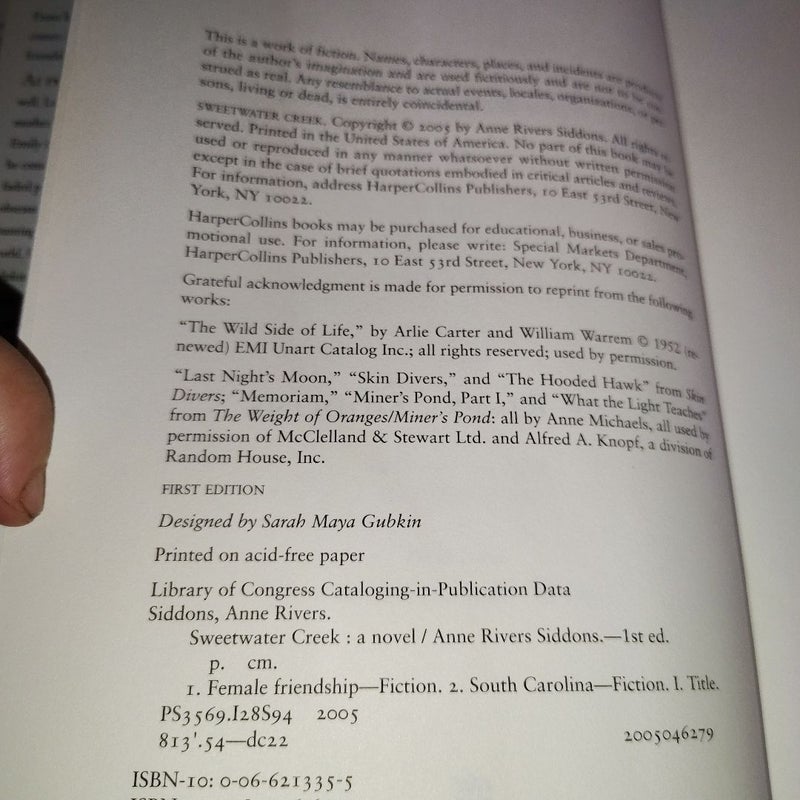 This is a work of fiction. Names, characters, places, and incidents are products
of the author's imagination and are used fictitiously and are not to be con-
strued as real. Any resemblance to actual events, locales, organizations, or per-
sons, living or dead, is entirely coincidental.
SWEETWATER CREEK. Copyright © 2005 by Anne Rivers Siddons. All rights re-
served. Printed in the United States of America. No part of this book may be
used or reproduced in any manner whatsoever without written permission
except in the case of brief quotations embodied in critical articles and reviews.
For information, address HarperCollins Publishers, 10 East 53rd Street, New
York, NY 10022.
HarperCollins books may be purchased for educational, business, or sales pro-
motional use. For information, please write: Special Markets Department,
HarperCollins Publishers, 10 East 53rd Street, New York, NY 10022.
Grateful acknowledgment is made for permission to reprint from the following
works:
"The Wild Side of Life," by Arlie Carter and William Warrem © 1952 (re-
newed) EMI Unart Catalog Inc.; all rights reserved; used by permission.
"Last Night's Moon," "Skin Divers," and "The Hooded Hawk" from Skin
Divers; "Memoriam," "Miner's Pond, Part I," and "What the Light Teaches"
from The Weight of Oranges/Miner's Pond: all by Anne Michaels, all used by
permission of McClelland & Stewart Ltd. and Alfred A. Knopf, a division of
Random House, Inc.
FIRST EDITION
Designed by Sarah Maya Gubkin
Printed on acid-free paper
Library of Congress Cataloging-in-Publication Data
Siddons, Anne Rivers.
Sweetwater Creek : a novel / Anne Rivers Siddons.—1st ed.
p. cm.
1. Female friendship—Fiction. 2. South Carolina—Fiction. I. Title.
PS3569.I28S94 2005
813'.54—dc22 2005046279
ISBN-10: 0-06-621335-5